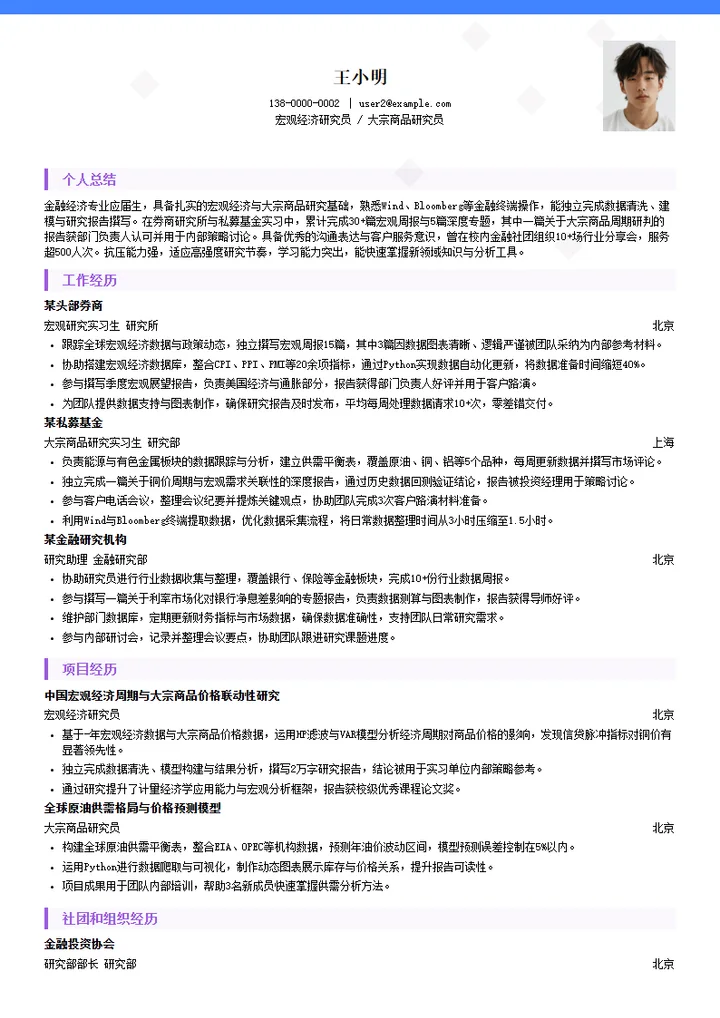 王小明
138-0000-0002 | user2@example.com
宏观经济研究员 / 大宗商品研究员
个人总结
金融经济专业应届生，具备扎实的宏观经济与大宗商品研究基础，熟悉Wind、Bloomberg等金融终端操作，能独立完成数据清洗、建
模与研究报告撰写。在券商研究所与私募基金实习中，累计完成30+篇宏观周报与5篇深度专题，其中一篇关于大宗商品周期研判的
报告获部门负责人认可并用于内部策略讨论。具备优秀的沟通表达与客户服务意识，曾在校内金融社团组织10+场行业分享会，服务
超500人次。抗压能力强，适应高强度研究节奏，学习能力突出，能快速掌握新领域知识与分析工具。
工作经历
某头部券商
宏观研究实习生 研究所 北京
• 跟踪全球宏观经济数据与政策动态，独立撰写宏观周报15篇，其中3篇因数据图表清晰、逻辑严谨被团队采纳为内部参考材料。
• 协助搭建宏观经济数据库，整合CPI、PPI、PMI等20余项指标，通过Python实现数据自动化更新，将数据准备时间缩短40%。
• 参与撰写季度宏观展望报告，负责美国经济与通胀部分，报告获得部门负责人好评并用于客户路演。
• 为团队提供数据支持与图表制作，确保研究报告及时发布，平均每周处理数据请求10+次，零差错交付。
某私募基金
大宗商品研究实习生 研究部 上海
• 负责能源与有色金属板块的数据跟踪与分析，建立供需平衡表，覆盖原油、铜、铝等5个品种，每周更新数据并撰写市场评论。
• 独立完成一篇关于铜价周期与宏观需求关联性的深度报告，通过历史数据回测验证结论，报告被投资经理用于策略讨论。
• 参与客户电话会议，整理会议纪要并提炼关键观点，协助团队完成3次客户路演材料准备。
• 利用Wind与Bloomberg终端提取数据，优化数据采集流程，将日常数据整理时间从3小时压缩至1.5小时。
某金融研究机构
研究助理 金融研究部 北京
• 协助研究员进行行业数据收集与整理，覆盖银行、保险等金融板块，完成10+份行业数据周报。
• 参与撰写一篇关于利率市场化对银行净息差影响的专题报告，负责数据测算与图表制作，报告获得导师好评。
• 维护部门数据库，定期更新财务指标与市场数据，确保数据准确性，支持团队日常研究需求。
• 参与内部研讨会，记录并整理会议要点，协助团队跟进研究课题进度。
项目经历
中国宏观经济周期与大宗商品价格联动性研究
宏观经济研究员 北京
• 基于-年宏观经济数据与大宗商品价格数据，运用HP滤波与VAR模型分析经济周期对商品价格的影响，发现信贷脉冲指标对铜价有
显著领先性。
• 独立完成数据清洗、模型构建与结果分析，撰写2万字研究报告，结论被用于实习单位内部策略参考。
• 通过研究提升了计量经济学应用能力与宏观分析框架，报告获校级优秀课程论文奖。
全球原油供需格局与价格预测模型
大宗商品研究员 北京
• 构建全球原油供需平衡表，整合EIA、OPEC等机构数据，预测年油价波动区间，模型预测误差控制在5%以内。
• 运用Python进行数据爬取与可视化，制作动态图表展示库存与价格关系，提升报告可读性。
• 项目成果用于团队内部培训，帮助3名新成员快速掌握供需分析方法。
社团和组织经历
金融投资协会
研究部部长 研究部 北京